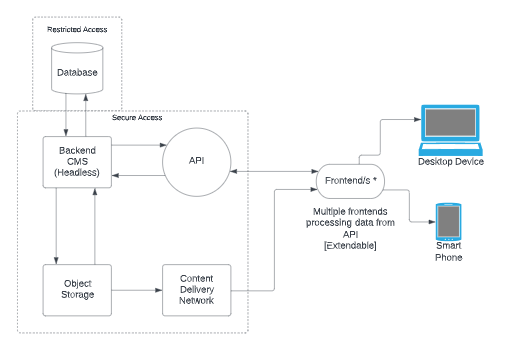 Restricted Access
Database
Secure Access
Backend
CMS
(Headless)
API
Frontend/s *
Multiple frontends
processing data from
API
[Extendable]
Desktop Device
Smart
Phone
Object
Storage
Content
Delivery
Network